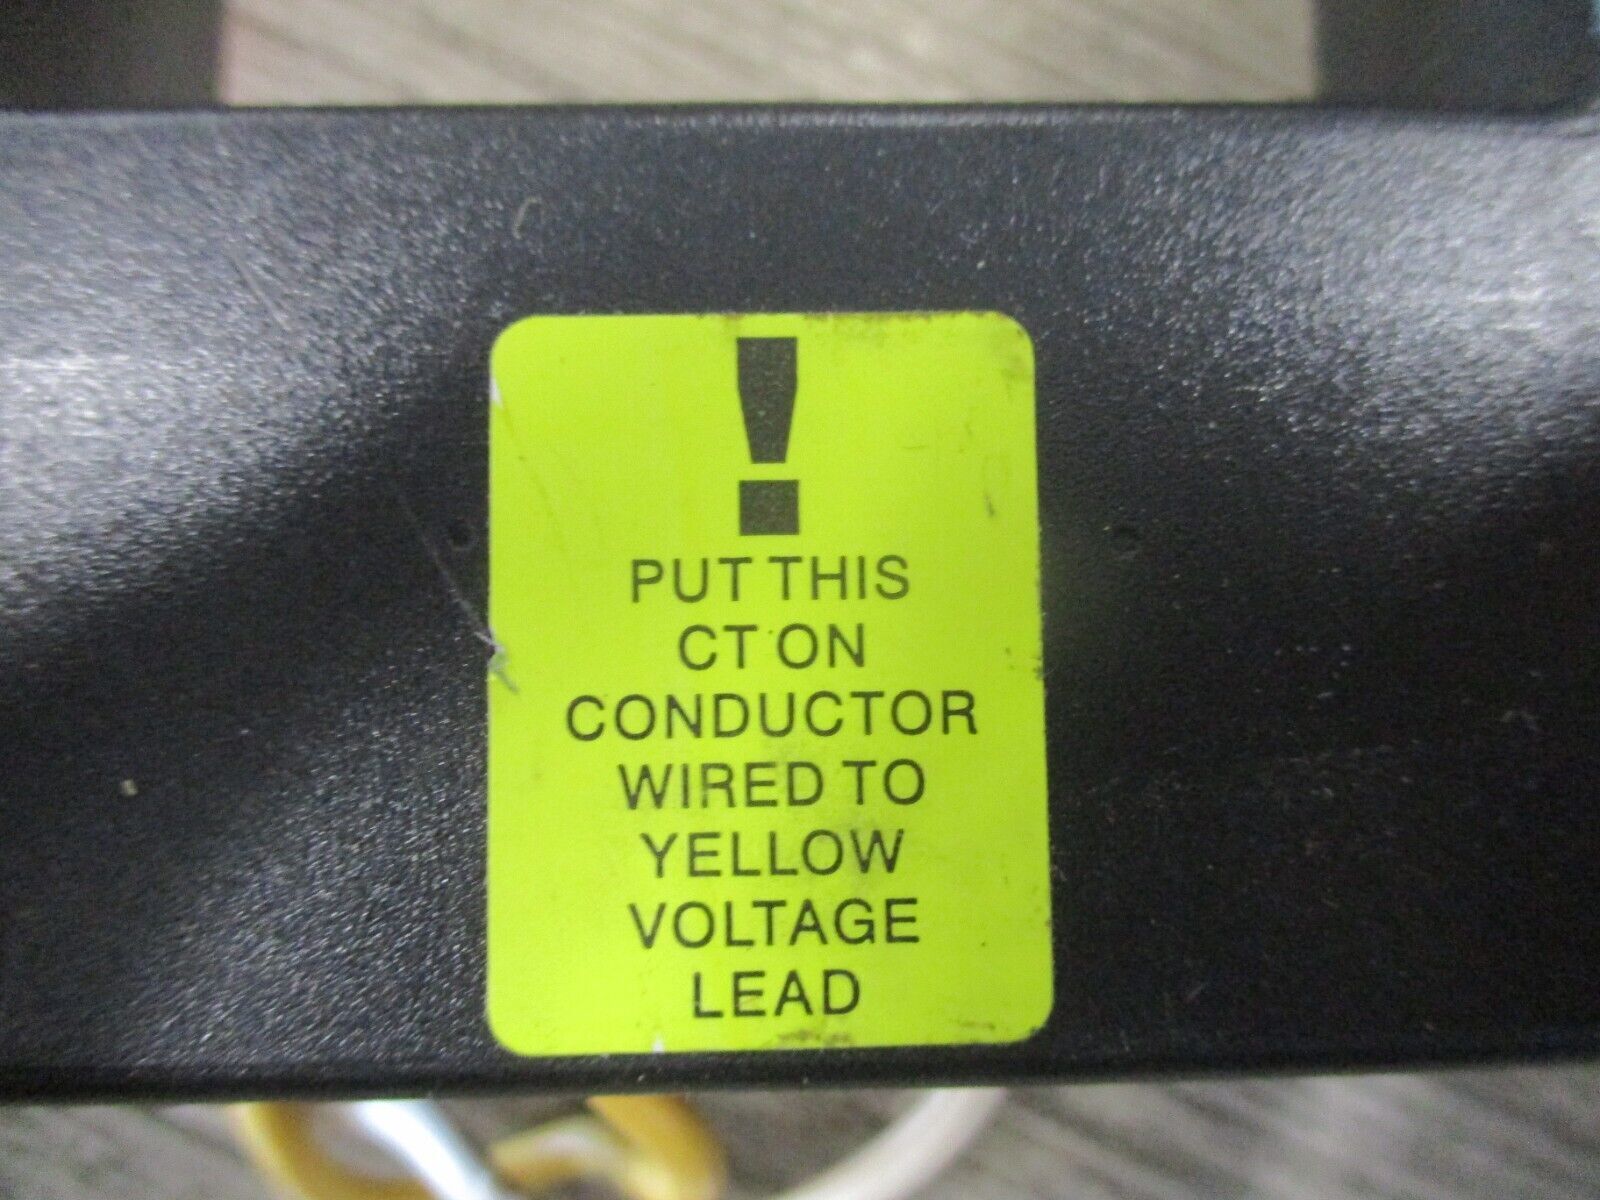 !
PUT THIS
CT ON
CONDUCTOR
WIRED TO
YELLOW
VOLTAGE
LEAD